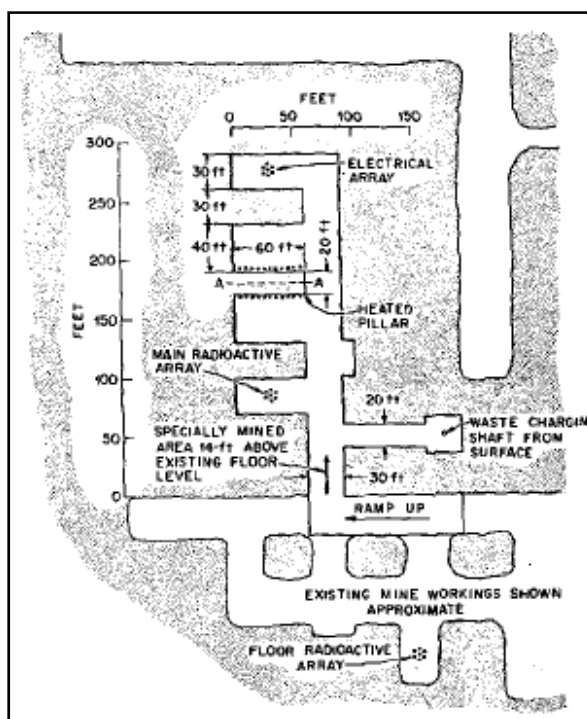 FEET
0 50 100 150
300
250
200
150
100
50
0
FEET
30 ft
30 ft
40 ft
60 ft
20 ft
ELECTRICAL
ARRAY
A
A
HEATED
PILLAR
MAIN RADIOACTIVE
ARRAY
20 ft
SPECIALLY MINED
AREA 14-ft ABOVE
EXISTING FLOOR
LEVEL
WASTE CHARGING
SHAFT FROM
SURFACE
30 ft
RAMP UP
EXISTING MINE WORKINGS SHOWN
APPROXIMATE
FLOOR RADIOACTIVE
ARRAY